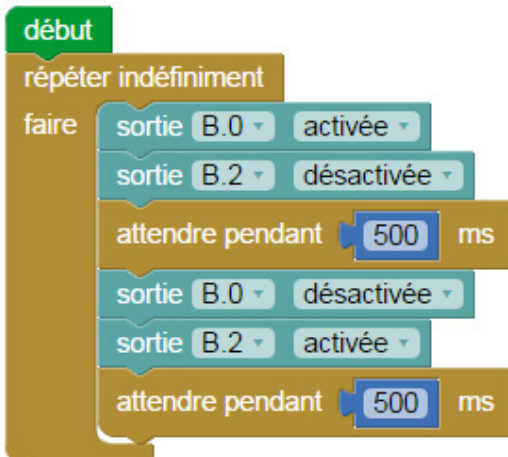 début
répéter indéfiniment
faire sortie B.0 activée
sortie B.2 désactivée
attendre pendant 500 ms
sortie B.0 désactivée
sortie B.2 activée
attendre pendant 500 ms